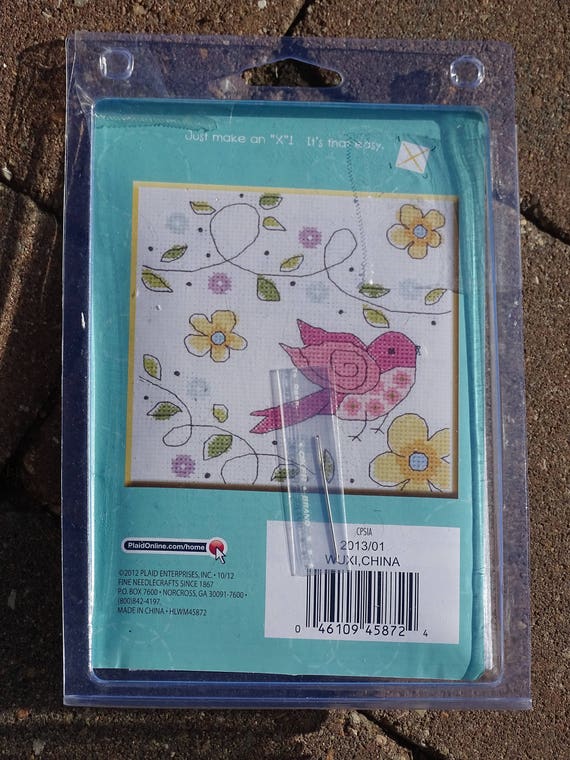 Just make an "X"! It's that easy.
PlaidOnline.com/home
©2012 PLAID ENTERPRISES, INC. • 10/12
FINE NEEDLECRAFTS SINCE 1867
P.O. BOX 7600 • NORCROSS, GA 30091-7600 •
(800)842-4197,
MADE IN CHINA • HLWM45872
CPSIA
2013/01
WUXI,CHINA
0 46109 45872 4